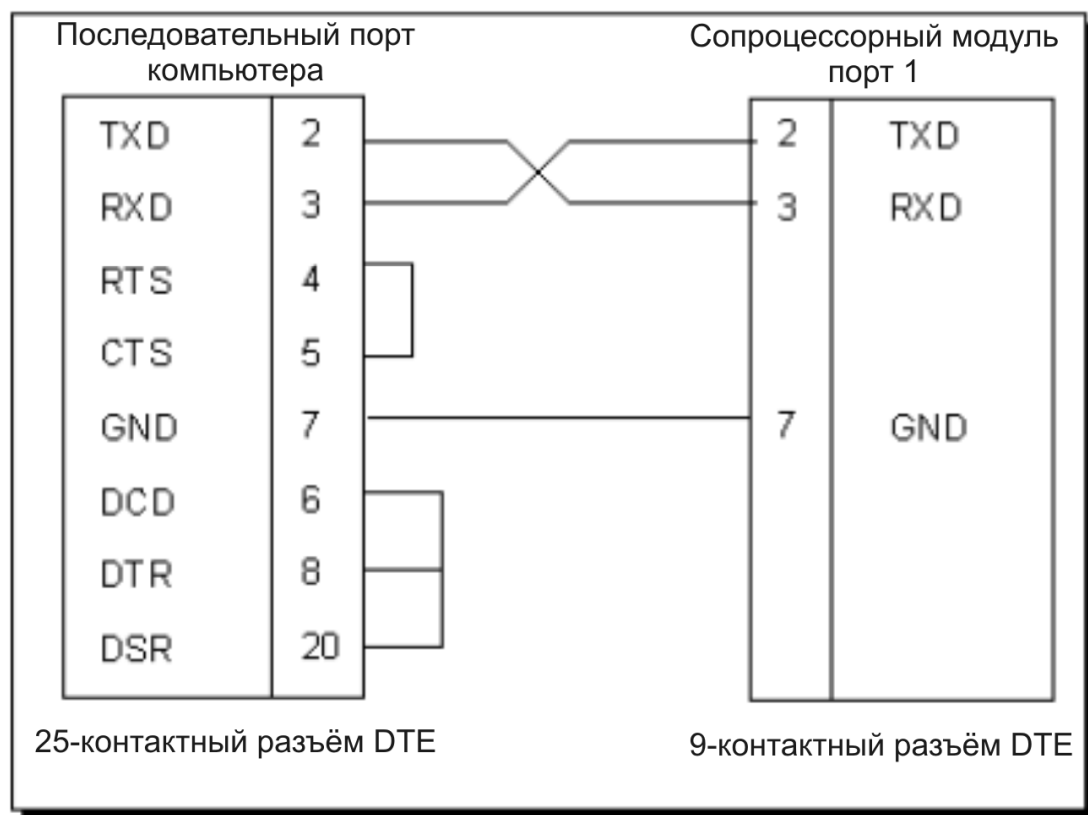 Последовательный порт
компьютера
Сопроцессорный модуль
порт 1
TXD 2
RXD 3
RTS 4
CTS 5
GND 7
DCD 6
DTR 8
DSR 20
2 TXD
3 RXD
7 GND
25-контактный разъём DTE
9-контактный разъём DTE